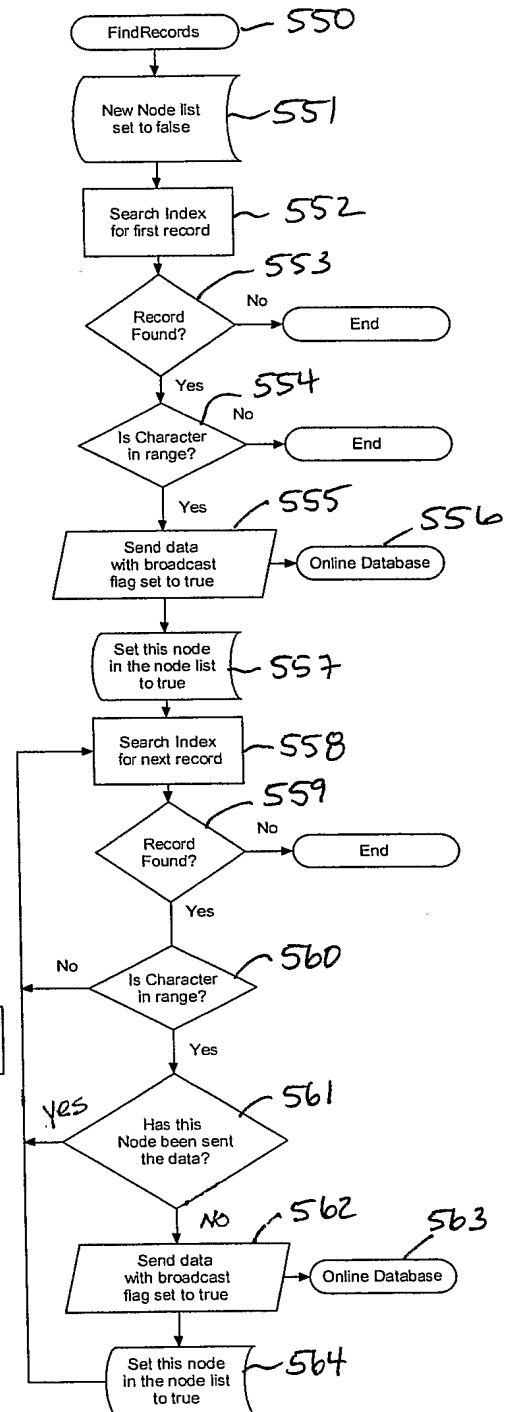 FindRecords
550
New Node list
set to false
551
Search Index
for first record
552
553
Record
Found?
No
End
Yes
554
Is Character
in range?
No
End
Yes
555
Send data
with broadcast
flag set to true
556
Online Database
Set this node
in the node list
to true
557
Search Index
for next record
558
559
Record
Found?
No
End
Yes
560
Is Character
in range?
No
Yes
561
Has this
Node been sent
the data?
yes
NO
562
Send data
with broadcast
flag set to true
563
Online Database
Set this node
in the node list
to true
564